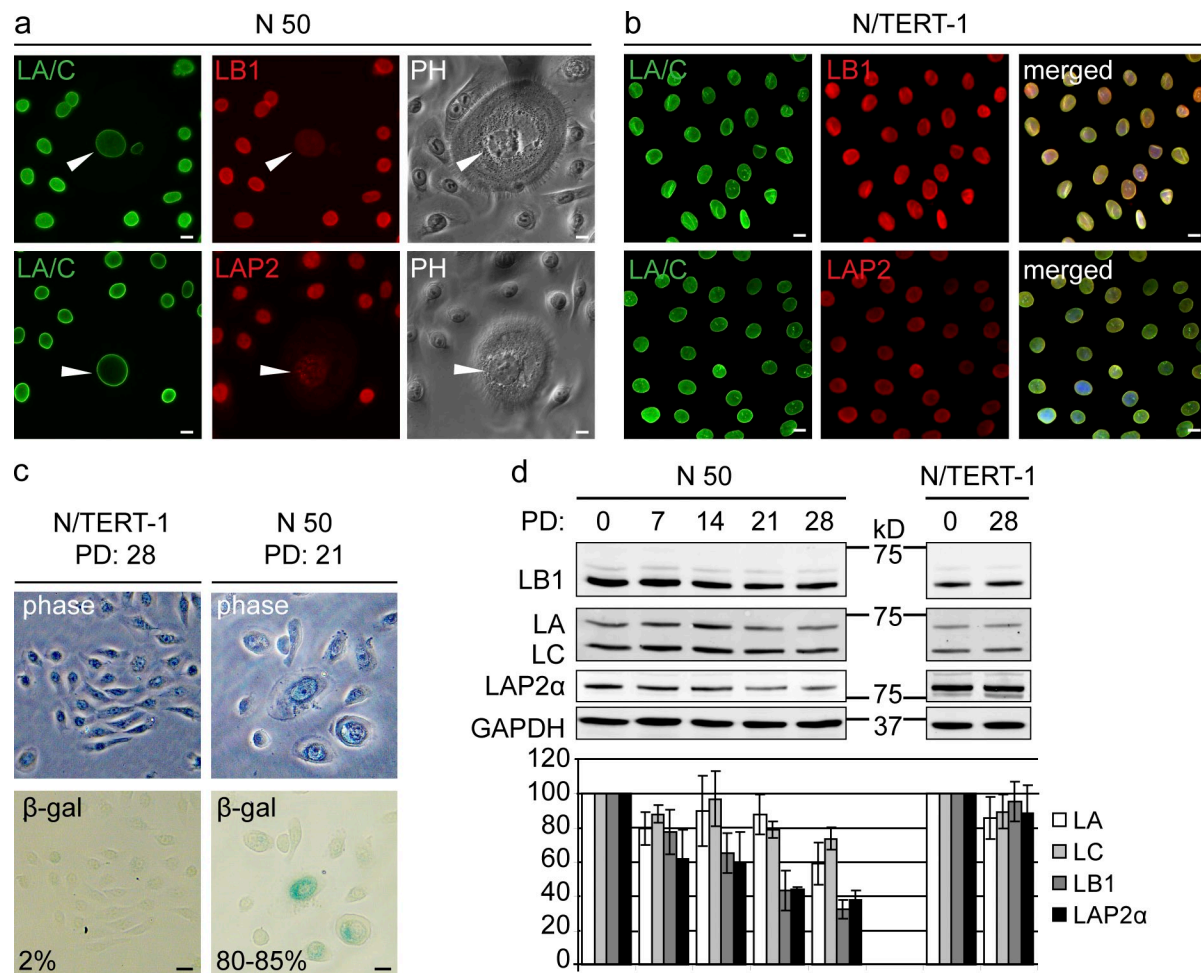 a
N 50
LA/C
LB1
PH
LA/C
LAP2
PH
b
N/TERT-1
LA/C
LB1
merged
LA/C
LAP2
merged
c
N/TERT-1
PD: 28
N 50
PD: 21
phase
phase
β-gal
β-gal
2%
80-85%
d
N 50
N/TERT-1
PD: 0 7 14 21 28 kD 0 28
75
LB1
75
LA
LC
LAP2α
75
GAPDH
37
120
100
80
60
40
20
0
LA
LC
LB1
LAP2α